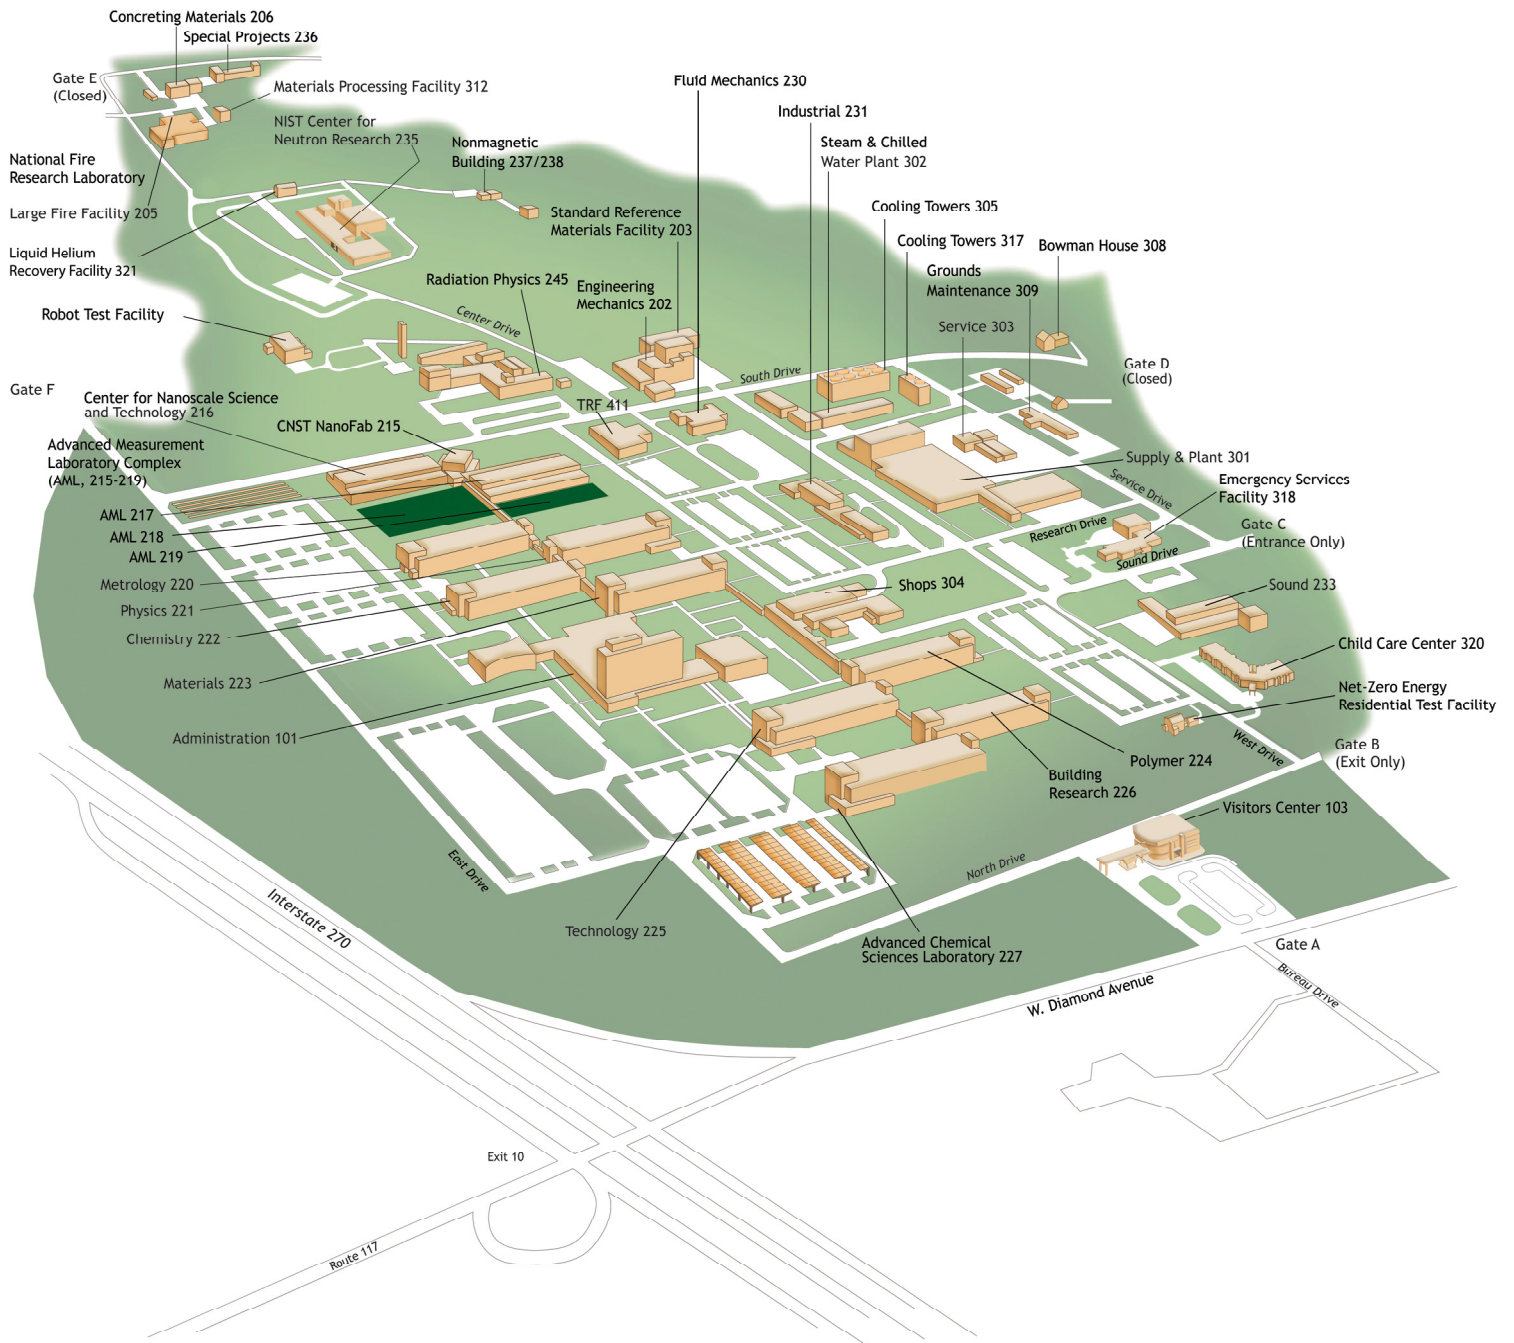 Concreting Materials 206
Special Projects 236
Gate E
(Closed)
Materials Processing Facility 312
Fluid Mechanics 230
Industrial 231
NIST Center for
Neutron Research 235
Nonmagnetic
Building 237/238
Steam & Chilled
Water Plant 302
National Fire
Research Laboratory
Large Fire Facility 205
Standard Reference
Materials Facility 203
Cooling Towers 305
Cooling Towers 317
Bowman House 308
Liquid Helium
Recovery Facility 321
Grounds
Maintenance 309
Radiation Physics 245
Engineering
Mechanics 202
Robot Test Facility
Center Drive
Service 303
Gate D
(Closed)
South Drive
Gate F
Center for Nanoscale Science
and Technology 216
TRF 411
CNST NanoFab 215
Advanced Measurement
Laboratory Complex
(AML, 215-219)
Supply & Plant 301
Service Drive
Emergency Services
Facility 318
AML 217
AML 218
AML 219
Research Drive
Gate C
(Entrance Only)
Sound Drive
Metrology 220
Shops 304
Sound 233
Physics 221
Chemistry 222
Child Care Center 320
Materials 223
Net-Zero Energy
Residential Test Facility
Administration 101
West Drive
Gate B
(Exit Only)
Polymer 224
Building
Research 226
Visitors Center 103
East Drive
North Drive
Interstate 270
Technology 225
Advanced Chemical
Sciences Laboratory 227
Gate A
Bureau Drive
W. Diamond Avenue
Exit 10
Route 117